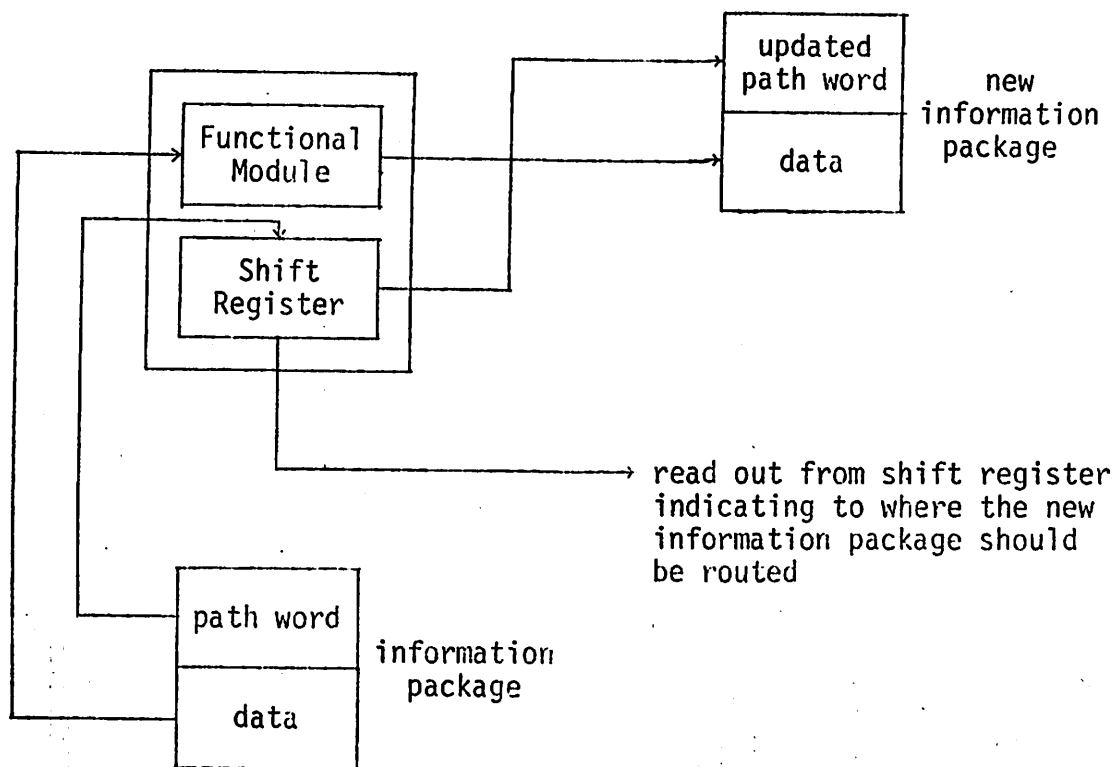 updated
path word
data
new
information
package
Functional
Module
Shift
Register
read out from shift register
indicating to where the new
information package should
be routed
path word
data
information
package